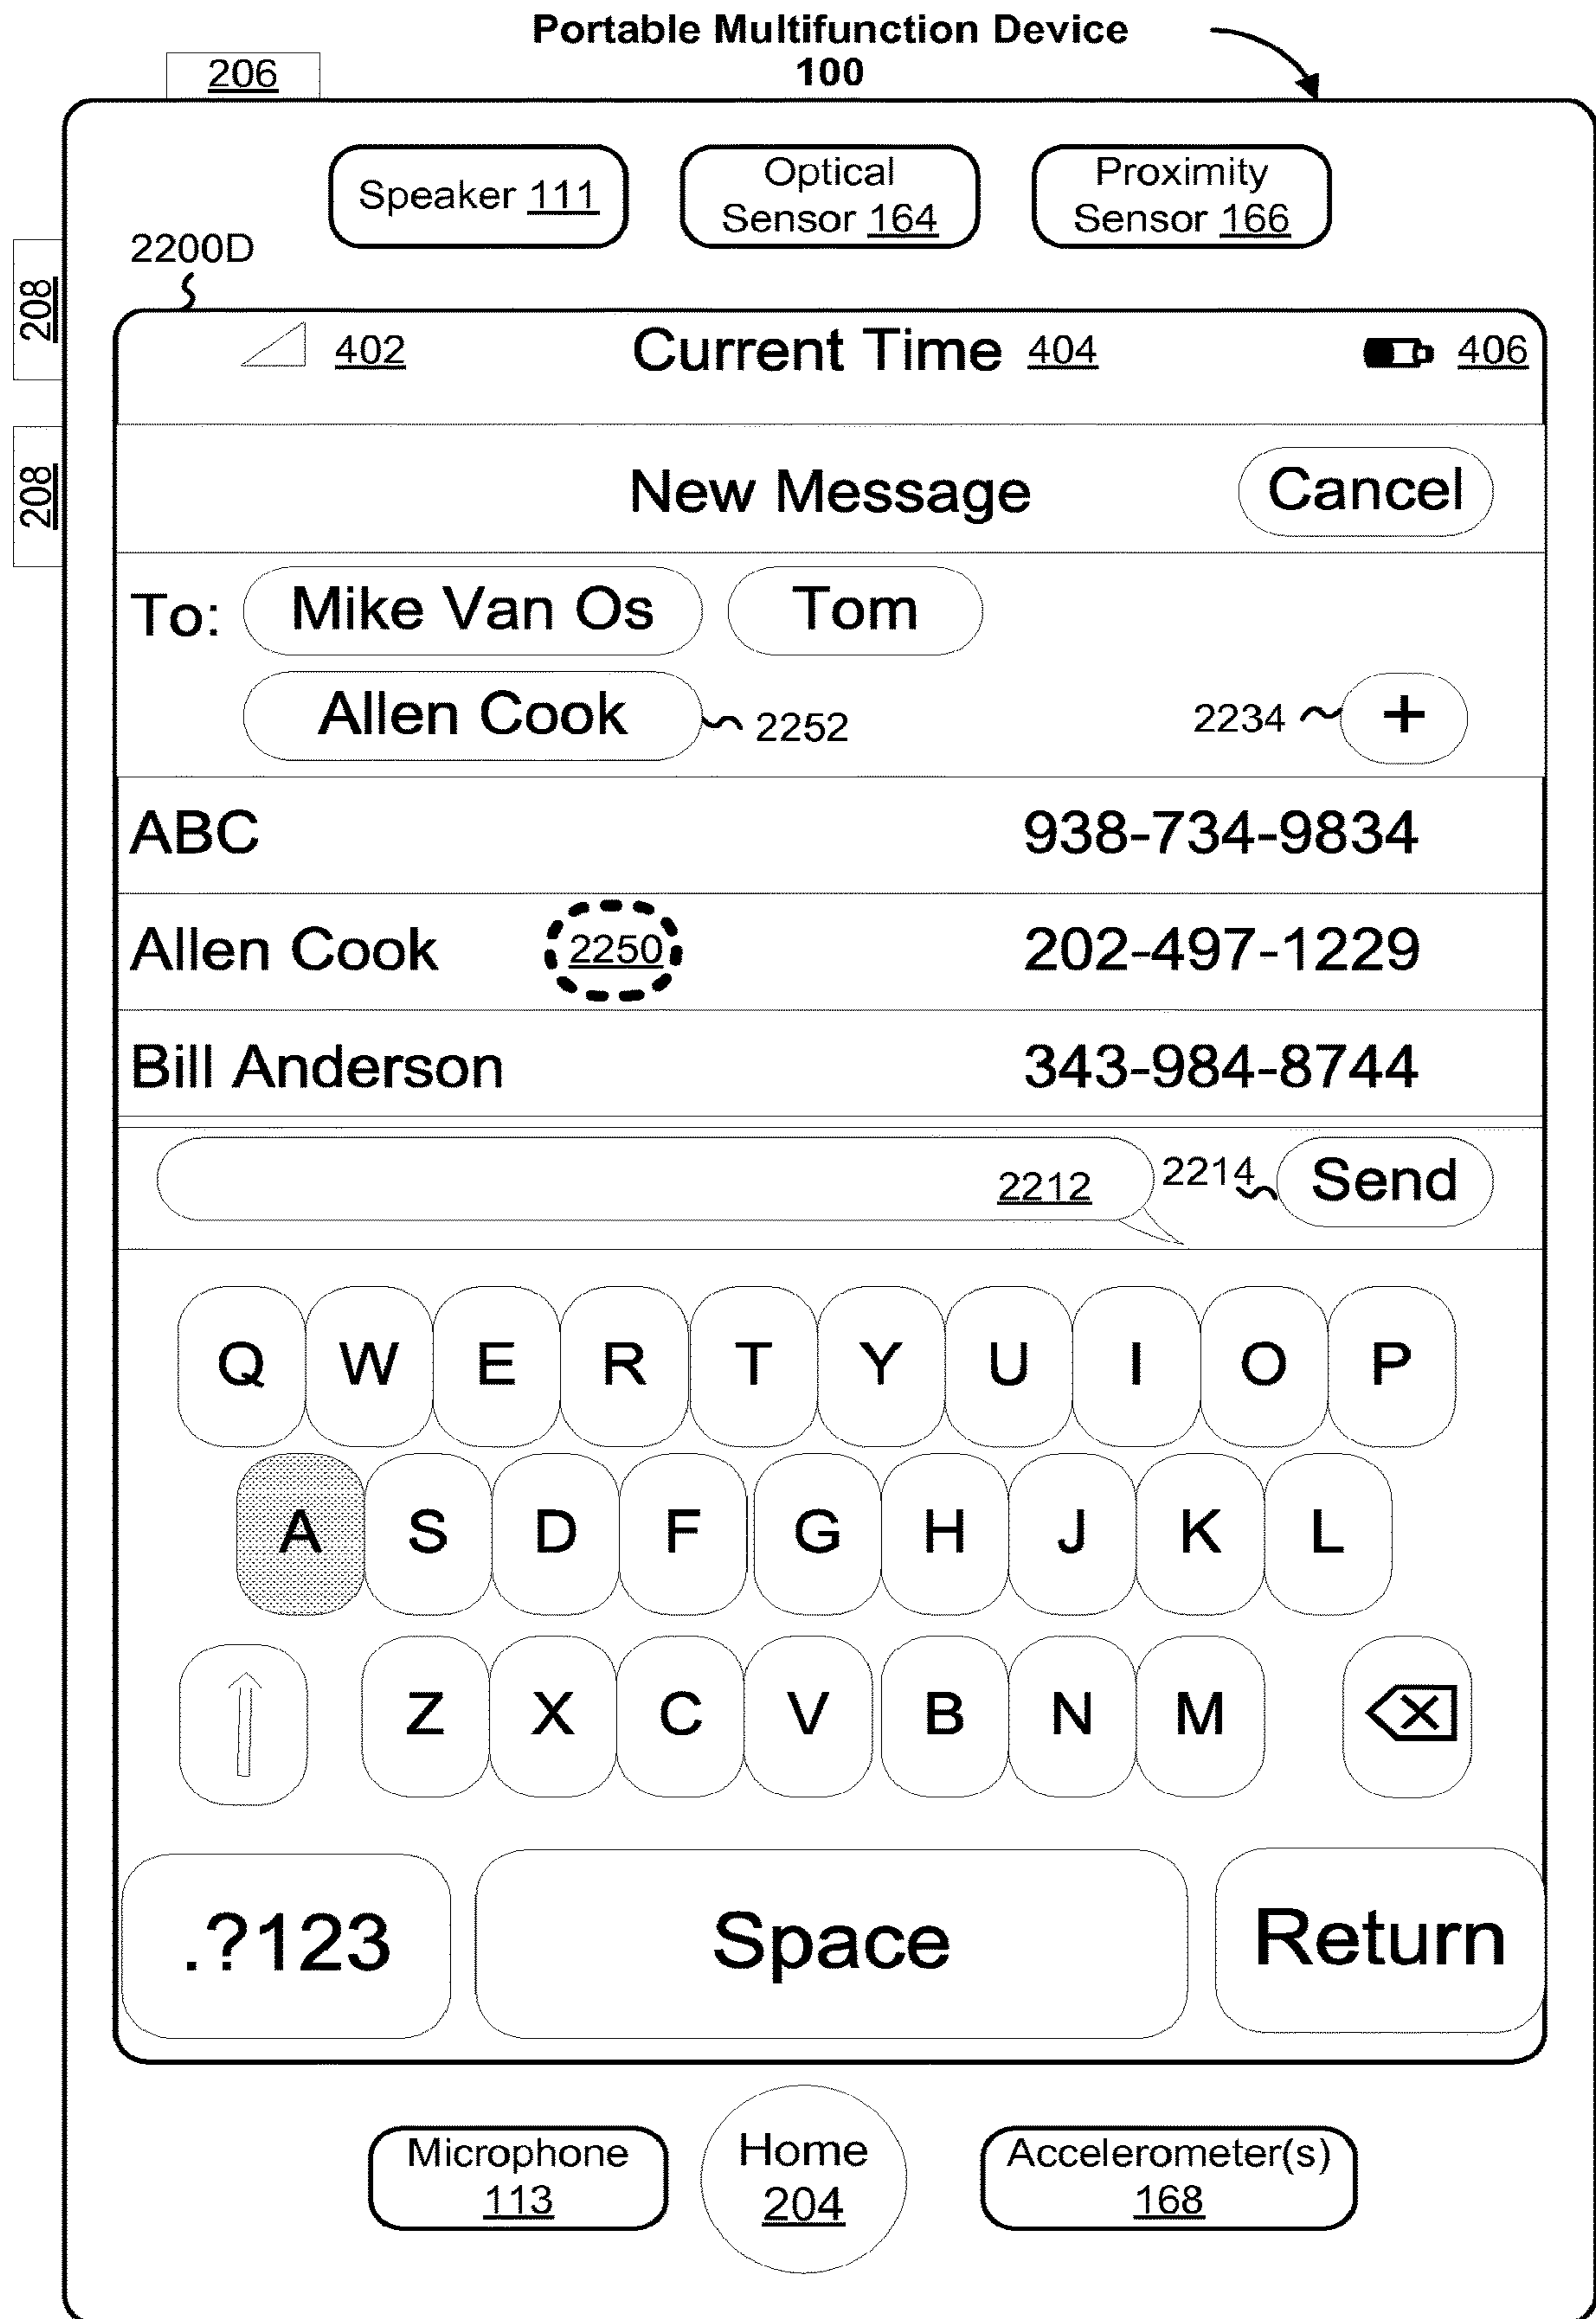 Portable Multifunction Device
100
206
Speaker 111
Optical
Sensor 164
Proximity
Sensor 166
2200D
208
402
Current Time 404
406
208
New Message
Cancel
To:
Mike Van Os
Tom
Allen Cook
2252
2234
+
ABC
938-734-9834
Allen Cook
2250
202-497-1229
Bill Anderson
343-984-8744
2212
2214
Send
Q W E R T Y U I O P
A S D F G H J K L
Z X C V B N M
.?123
Space
Return
Microphone
113
Home
204
Accelerometer(s)
168